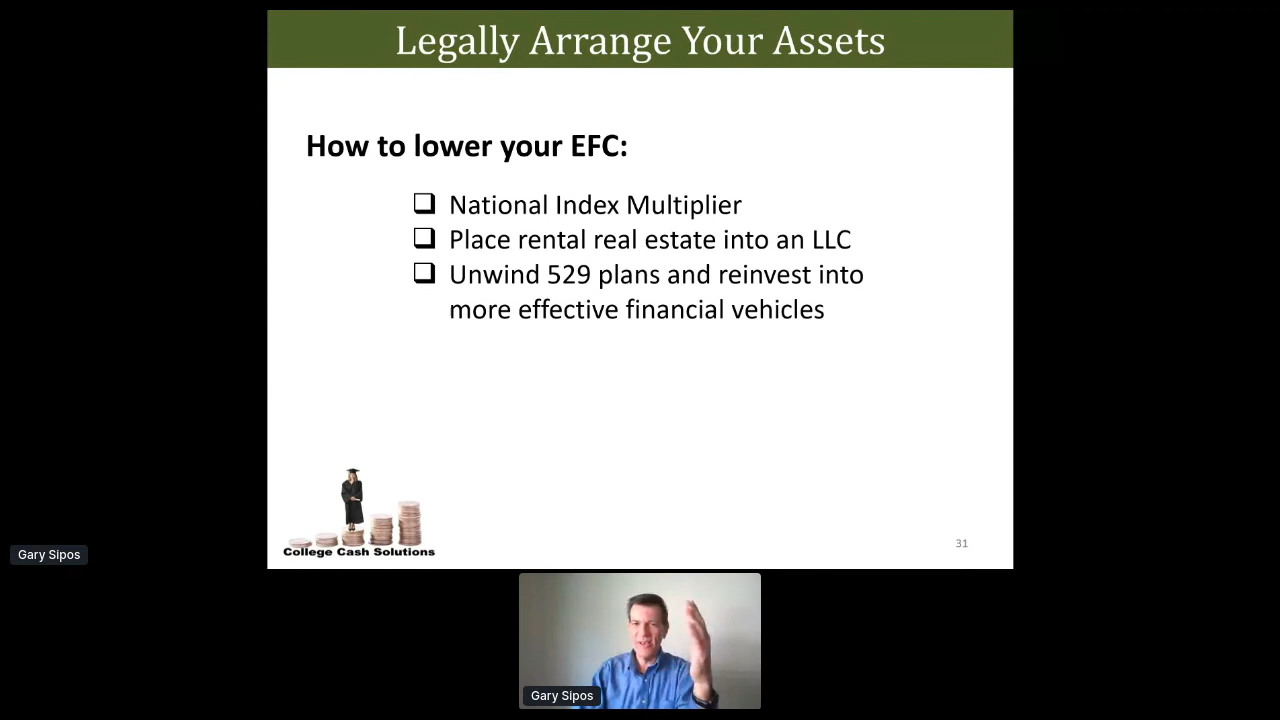 Legally Arrange Your Assets
How to lower your EFC:
National Index Multiplier
Place rental real estate into an LLC
Unwind 529 plans and reinvest into
more effective financial vehicles
College Cash Solutions
31
Gary Sipos
Gary Sipos